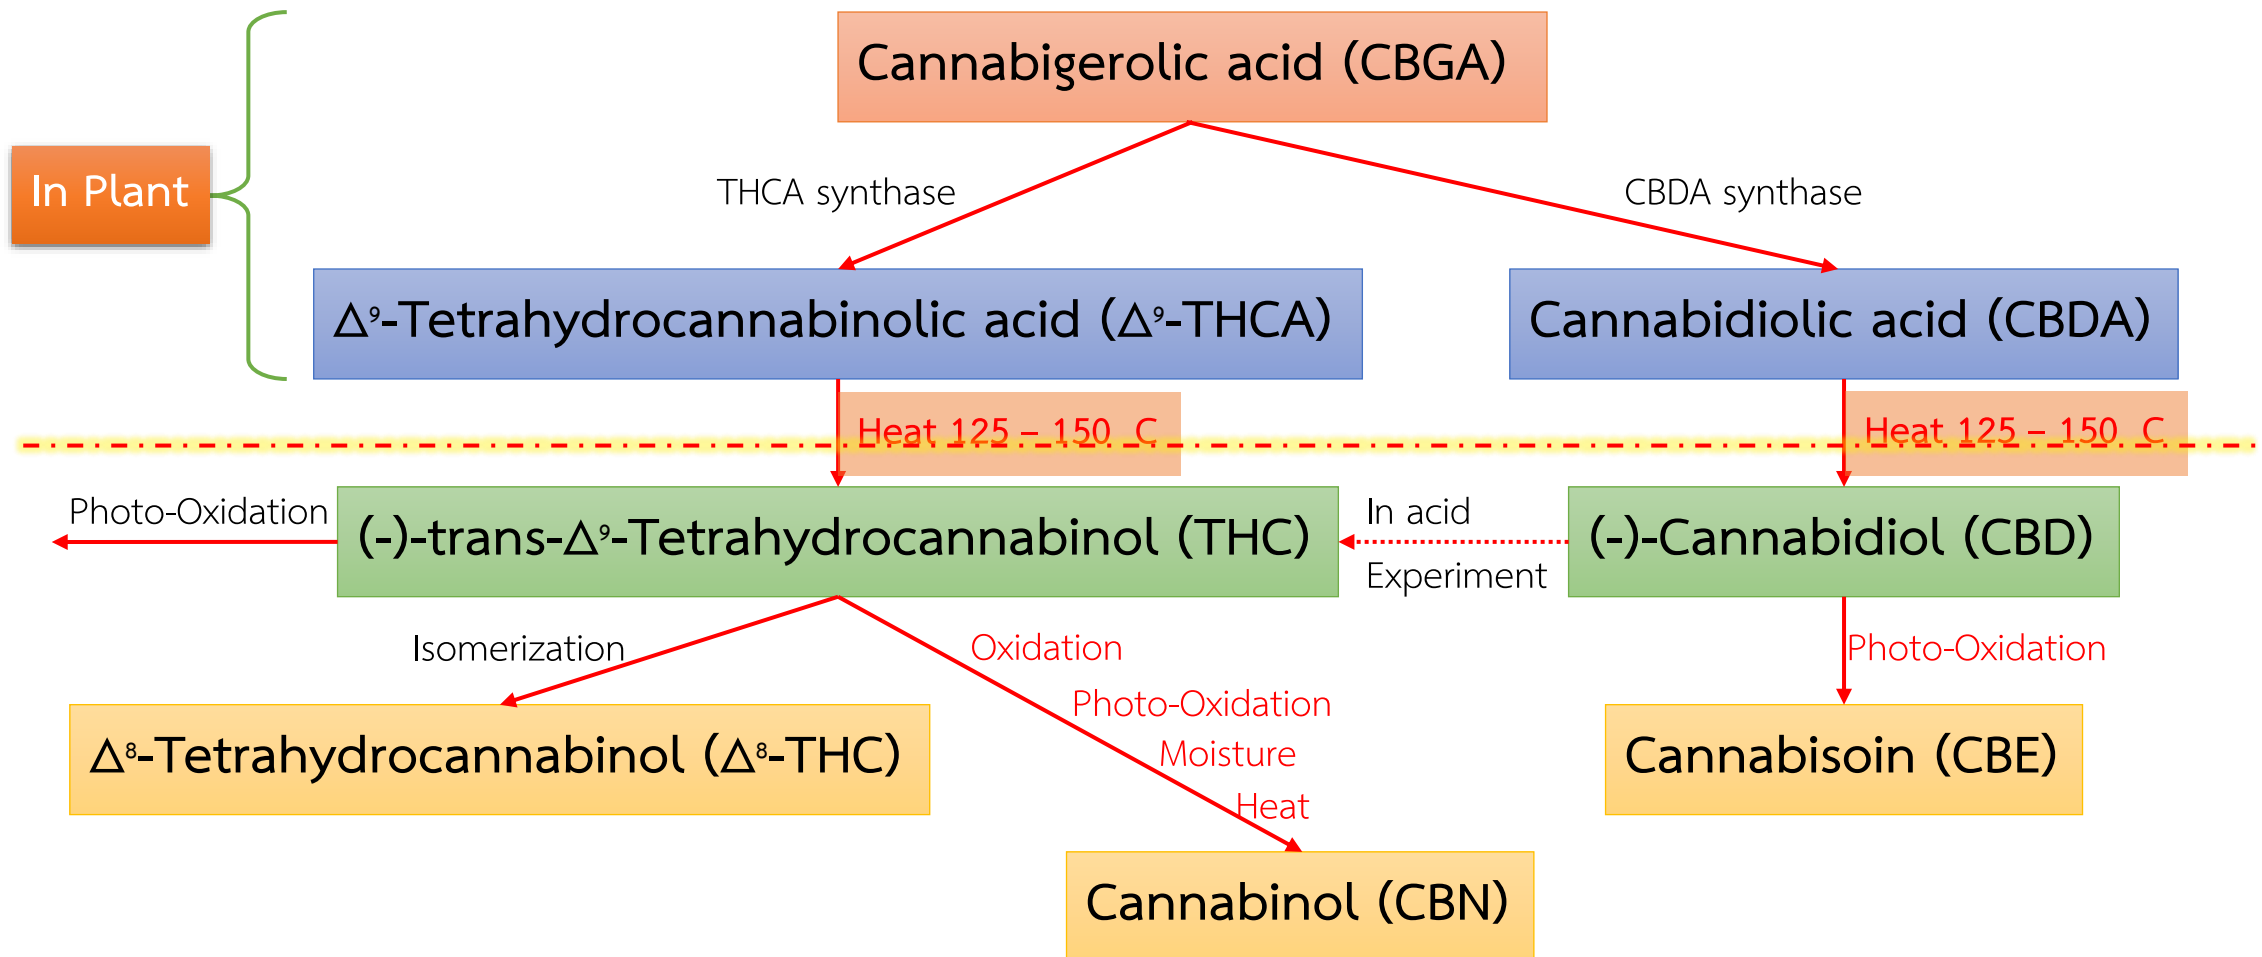 Cannabigerolic acid (CBGA)
In Plant
THCA synthase
CBDA synthase
Δ⁹-Tetrahydrocannabinolic acid (Δ⁹-THCA)
Cannabidiolic acid (CBDA)
Heat 125 – 150 C
Heat 125 – 150 C
Photo-Oxidation
(-)-trans-Δ⁹-Tetrahydrocannabinol (THC)
In acid
Experiment
(-)-Cannabidiol (CBD)
Isomerization
Oxidation
Photo-Oxidation
Moisture
Heat
Photo-Oxidation
Δ⁸-Tetrahydrocannabinol (Δ⁸-THC)
Cannabisoin (CBE)
Cannabinol (CBN)